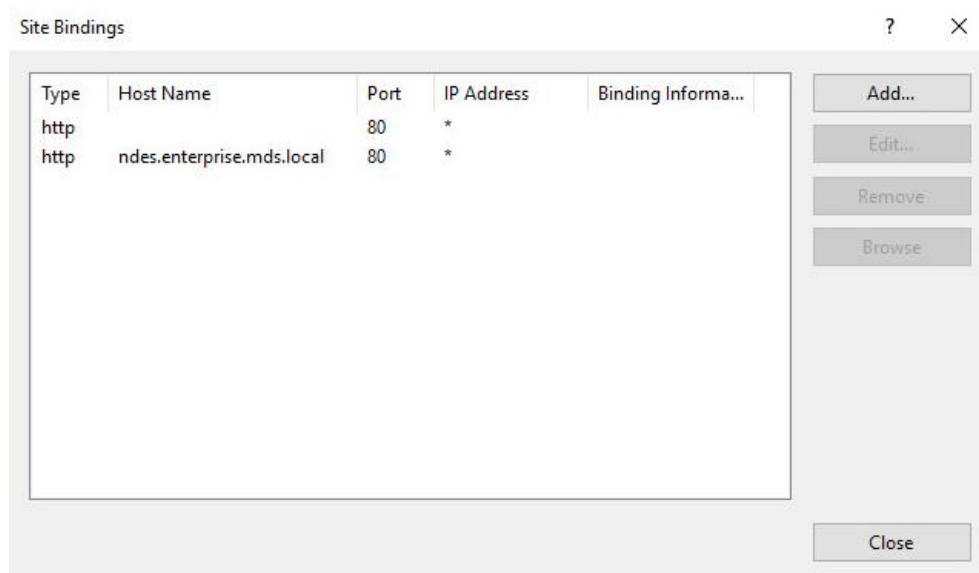 Site Bindings ? ×
Type Host Name Port IP Address Binding Informa... Add...
http 80 *
http ndes.enterprise.mds.local 80 * Edit...
Remove
Browse
Close